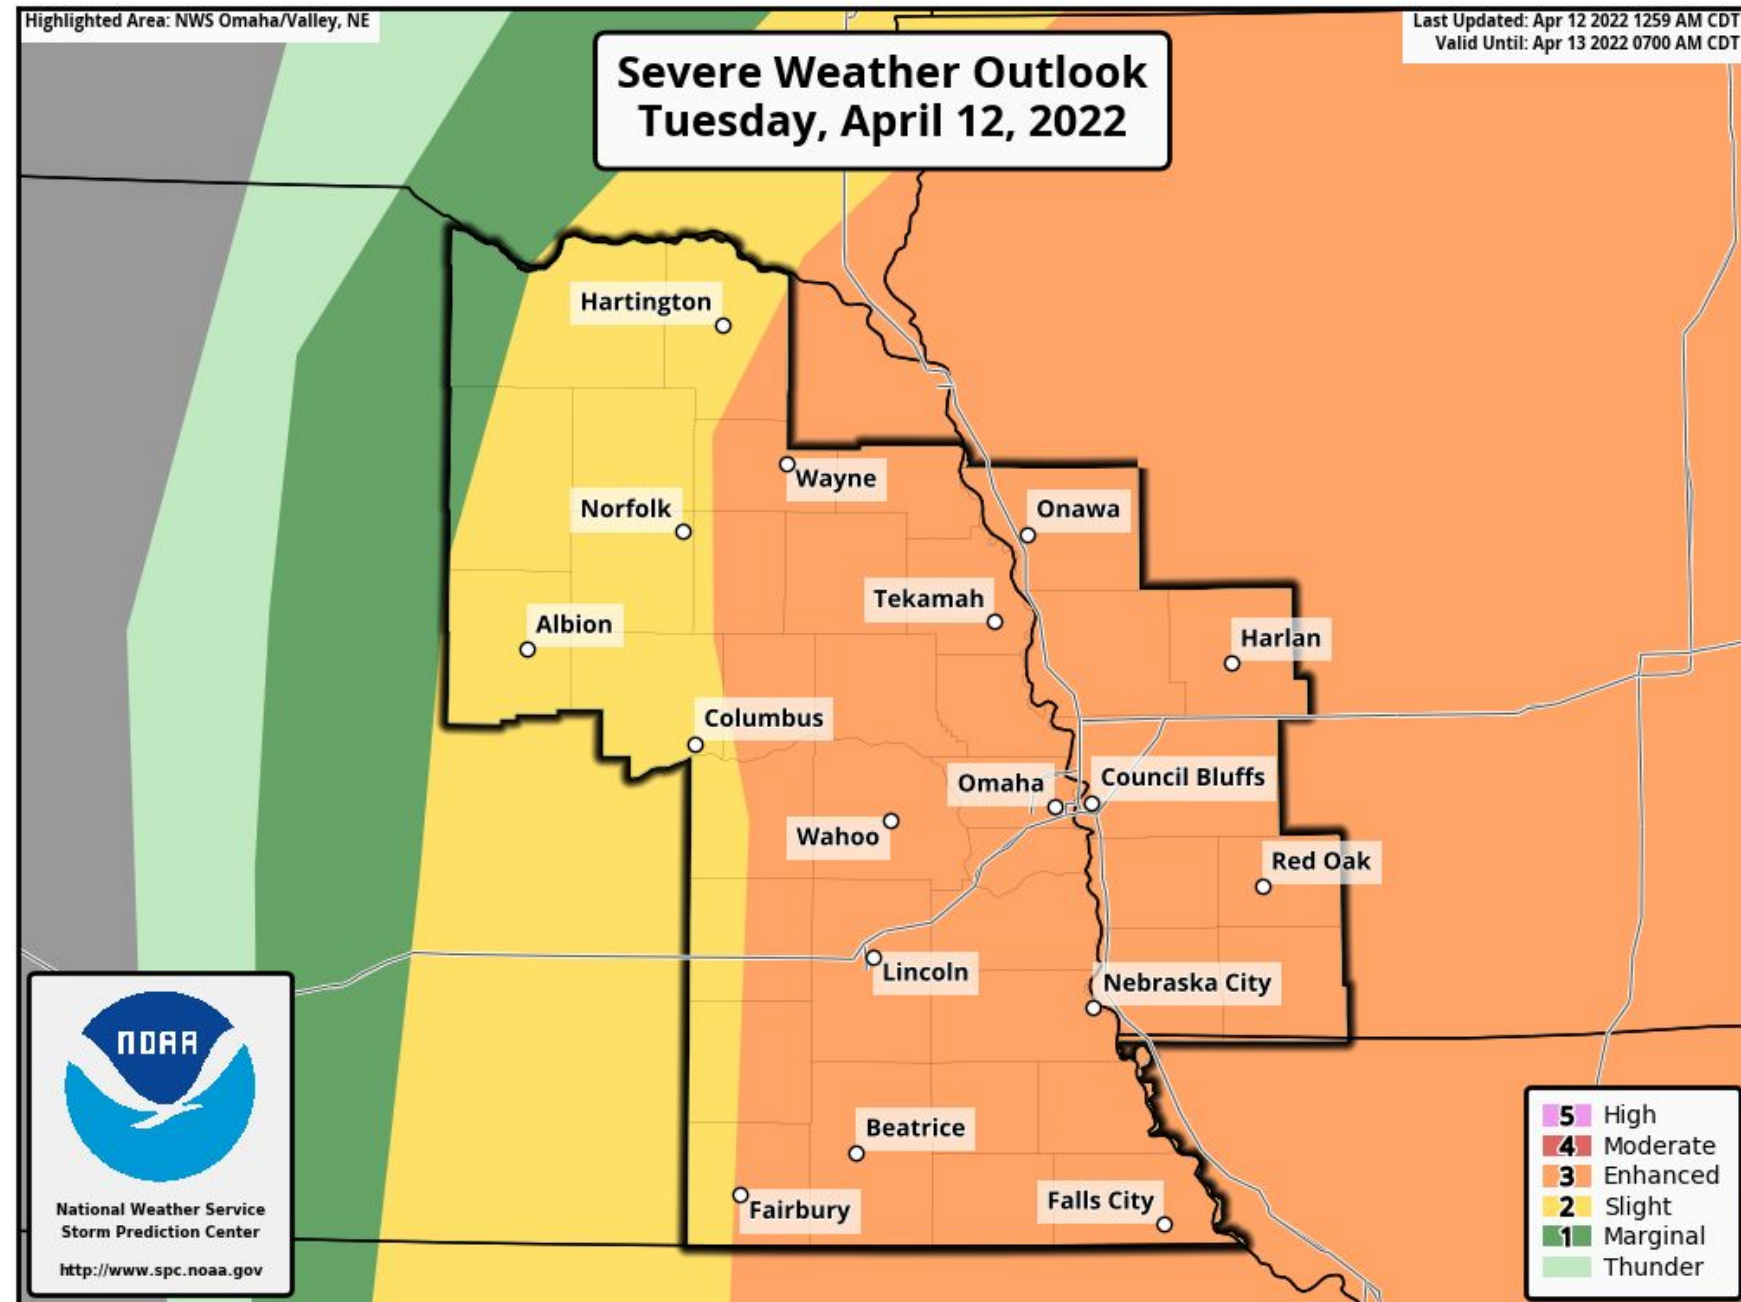 Highlighted Area: NWS Omaha/Valley, NE
Last Updated: Apr 12 2022 1259 AM CDT
Valid Until: Apr 13 2022 0700 AM CDT
Severe Weather Outlook
Tuesday, April 12, 2022
Hartington
Wayne
Norfolk
Onawa
Tekamah
Albion
Harlan
Columbus
Omaha
Council Bluffs
Wahoo
Red Oak
Lincoln
Nebraska City
Beatrice
Fairbury
Falls City
NOAA
National Weather Service
Storm Prediction Center
http://www.spc.noaa.gov
5 High
4 Moderate
3 Enhanced
2 Slight
1 Marginal
Thunder